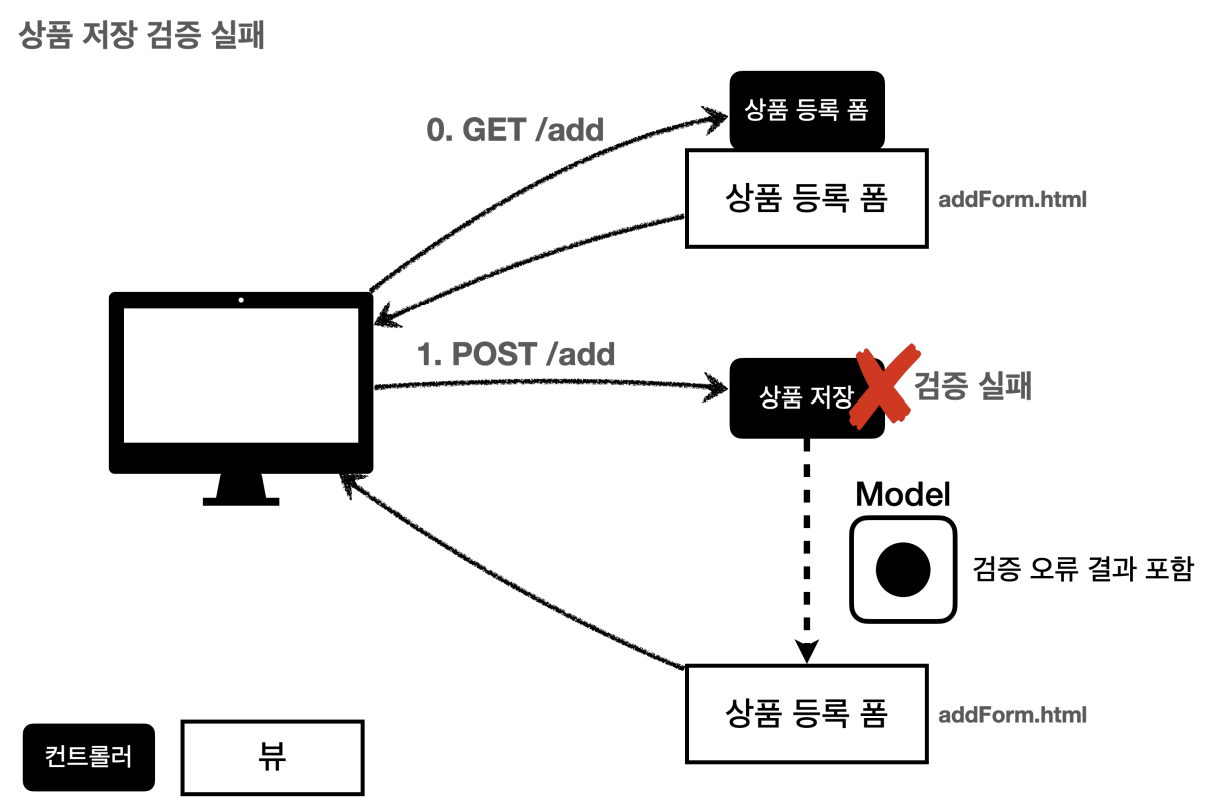 상품 저장 검증 실패
0. GET /add
상품 등록 폼
상품 등록 폼
addForm.html
1. POST /add
상품 저장
검증 실패
Model
검증 오류 결과 포함
상품 등록 폼
addForm.html
컨트롤러
뷰